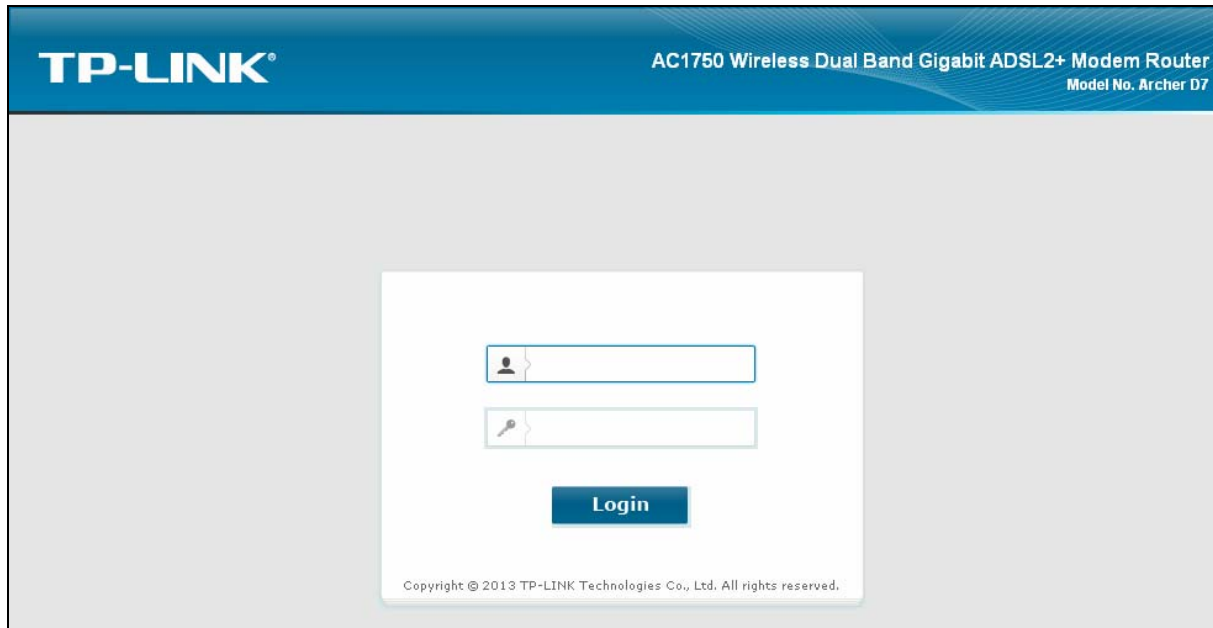 TP-LINK®
AC1750 Wireless Dual Band Gigabit ADSL2+ Modem Router
Model No. Archer D7
Login
Copyright © 2013 TP-LINK Technologies Co., Ltd. All rights reserved.